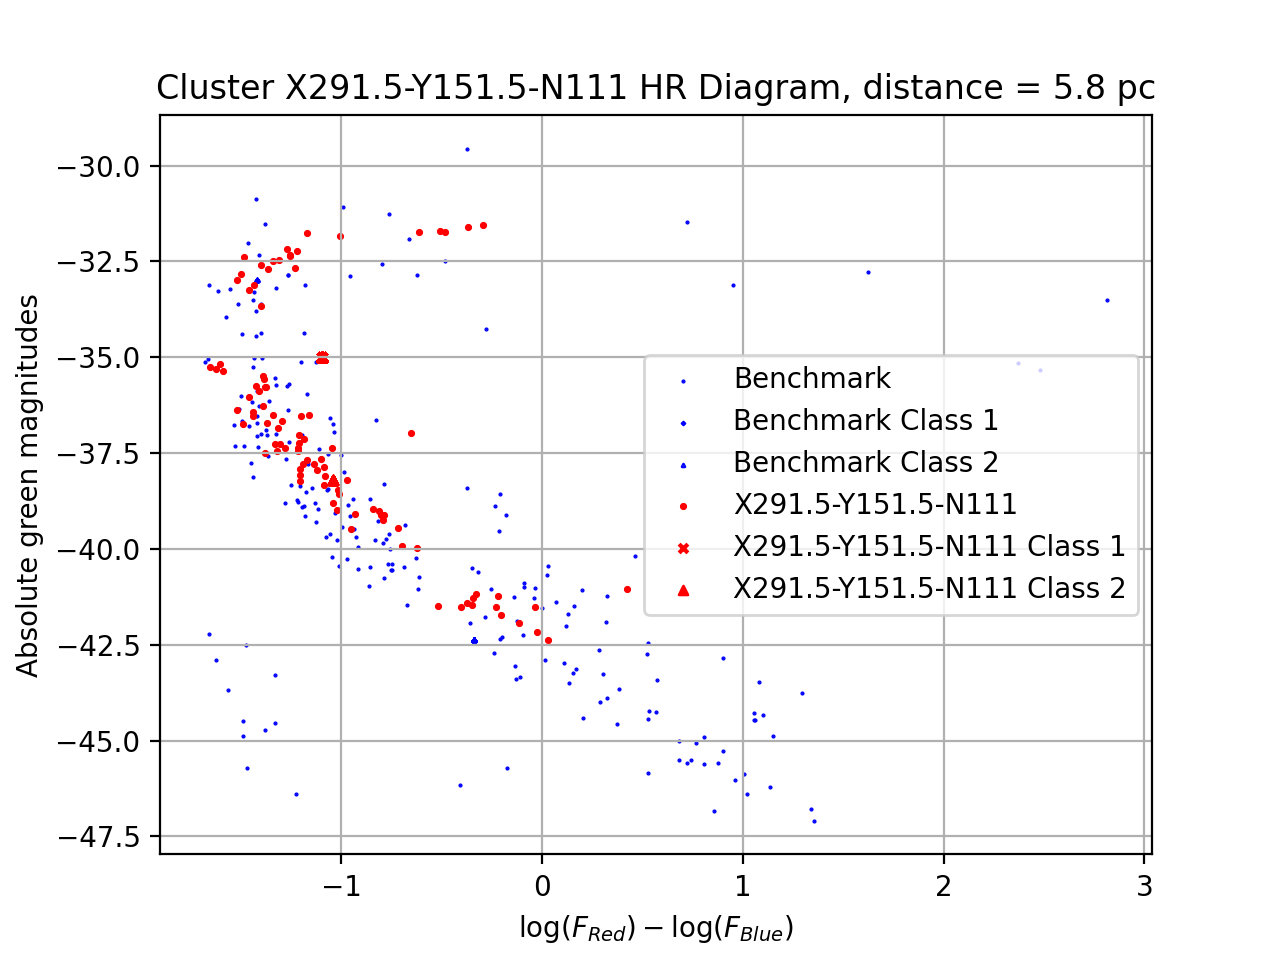 Cluster X291.5-Y151.5-N111 HR Diagram, distance = 5.8 pc
Absolute green magnitudes
−30.0
−32.5
−35.0
−37.5
−40.0
−42.5
−45.0
−47.5
Benchmark
Benchmark Class 1
Benchmark Class 2
X291.5-Y151.5-N111
X291.5-Y151.5-N111 Class 1
X291.5-Y151.5-N111 Class 2
−1 0 1 2 3
log(F_Red) − log(F_Blue)